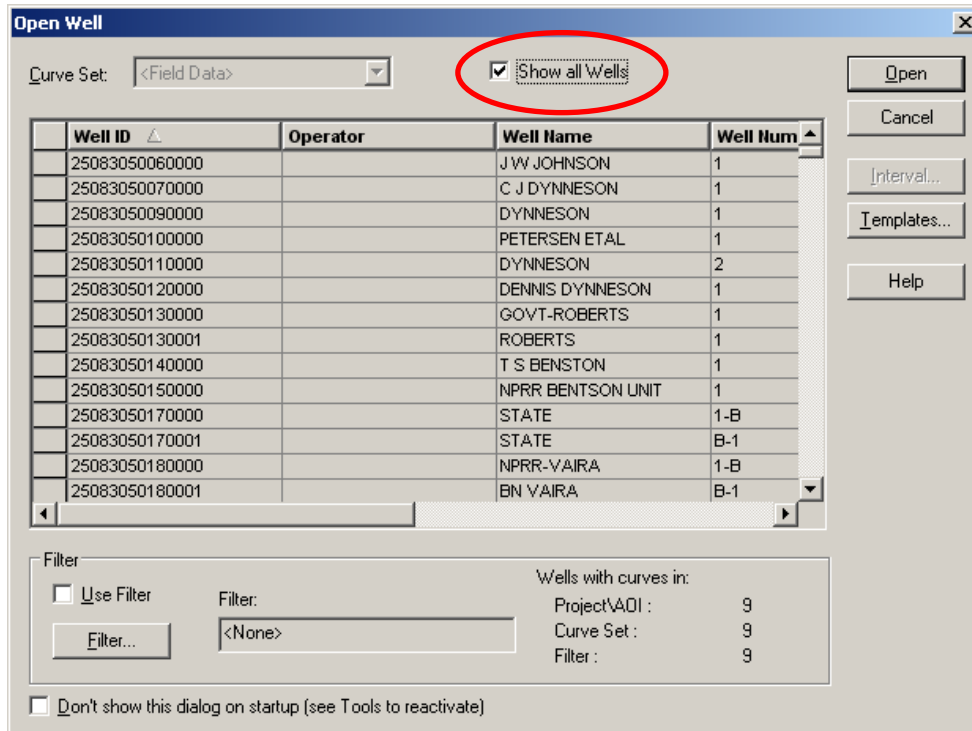 Open Well
Curve Set: <Field Data> Show all Wells Open
Cancel
Well ID Operator Well Name Well Num
25083050060000 J W JOHNSON 1
25083050070000 C J DYNNESON 1
25083050090000 DYNNESON 1
25083050100000 PETERSEN ETAL 1
25083050110000 DYNNESON 2
25083050120000 DENNIS DYNNESON 1
25083050130000 GOVT-ROBERTS 1
25083050130001 ROBERTS 1
25083050140000 T S BENSTON 1
25083050150000 NPRR BENTSON UNIT 1
25083050170000 STATE 1-B
25083050170001 STATE B-1
25083050180000 NPRR-VAIRA 1-B
25083050180001 BN VAIRA B-1
Interval...
Templates...
Help
Filter
Use Filter Filter:
Filter... <None>
Wells with curves in:
Project\AOI : 9
Curve Set : 9
Filter : 9
Don't show this dialog on startup (see Tools to reactivate)